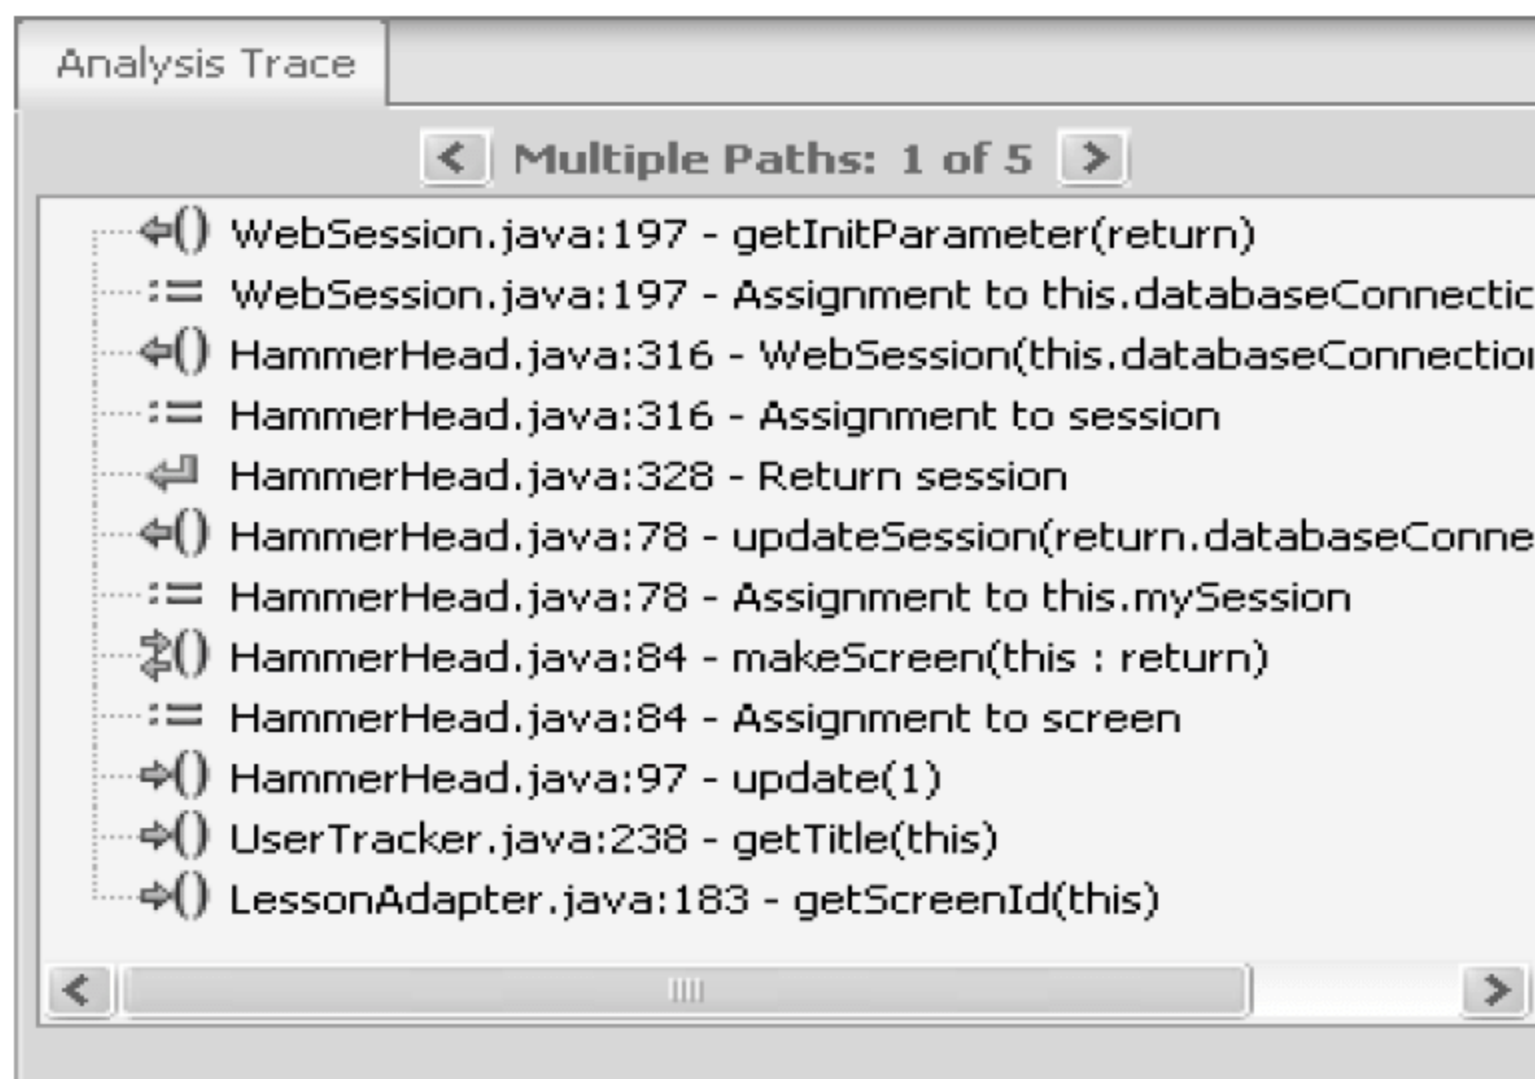 Analysis Trace
Multiple Paths: 1 of 5
WebSession.java:197 - getInitParameter(return)
:= WebSession.java:197 - Assignment to this.databaseConnectic
HammerHead.java:316 - WebSession(this.databaseConnection
:= HammerHead.java:316 - Assignment to session
HammerHead.java:328 - Return session
HammerHead.java:78 - updateSession(return.databaseConne
:= HammerHead.java:78 - Assignment to this.mySession
HammerHead.java:84 - makeScreen(this : return)
:= HammerHead.java:84 - Assignment to screen
HammerHead.java:97 - update(1)
UserTracker.java:238 - getTitle(this)
LessonAdapter.java:183 - getScreenId(this)